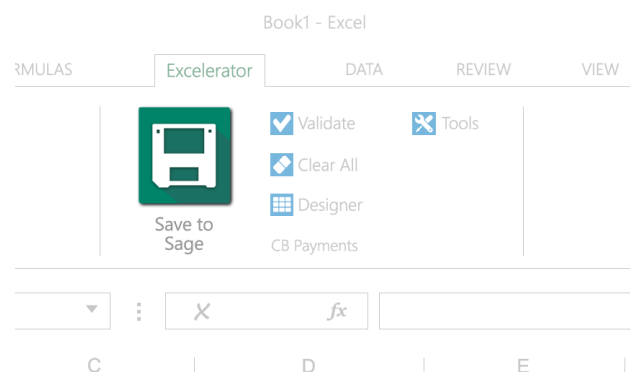 Book1 - Excel
RMULAS Excelerator DATA REVIEW VIEW
Validate Tools
Clear All
Designer
Save to
Sage
CB Payments
X fx
C D E